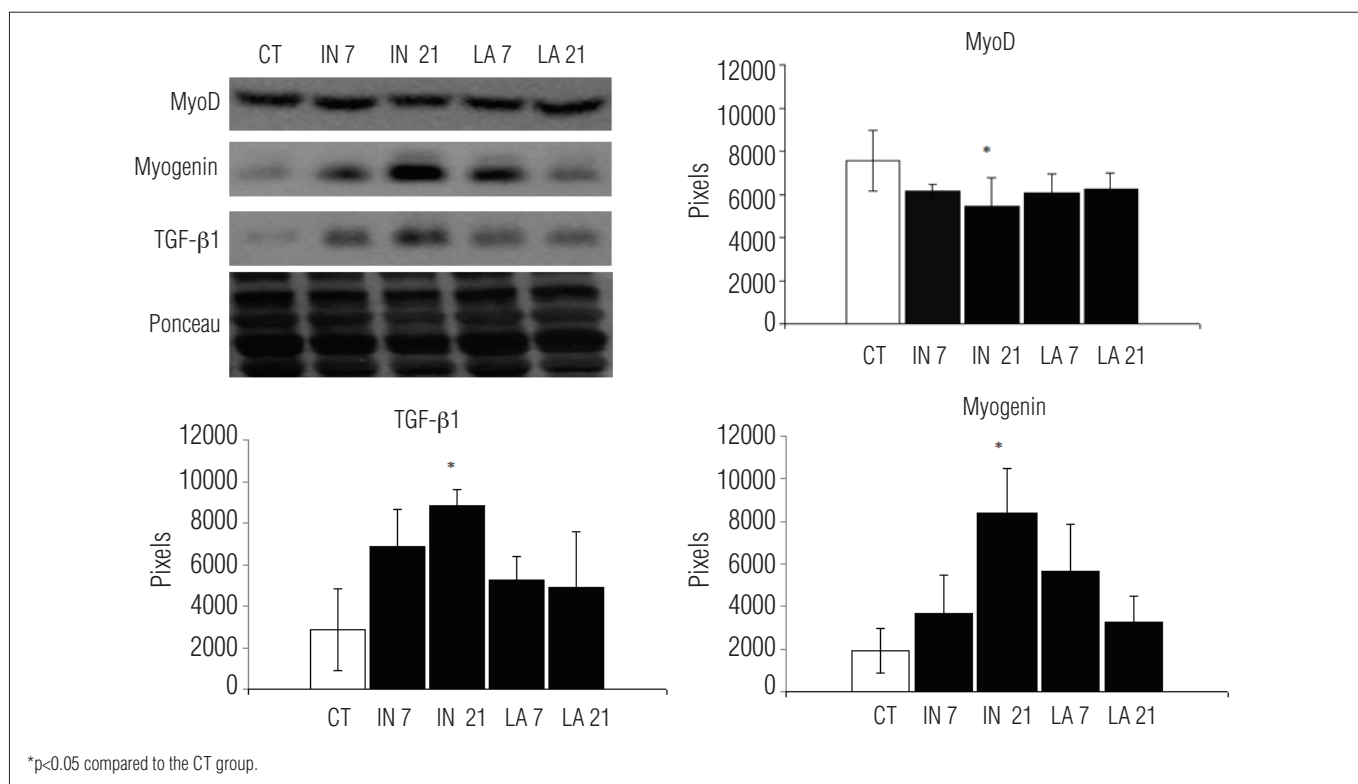 CT IN 7 IN 21 LA 7 LA 21
MyoD
Myogenin
TGF-β1
Ponceau
MyoD
12000
10000
8000
6000
4000
2000
0
Pixels
*
CT IN 7 IN 21 LA 7 LA 21
TGF-β1
12000
10000
8000
6000
4000
2000
0
Pixels
*
CT IN 7 IN 21 LA 7 LA 21
Myogenin
12000
10000
8000
6000
4000
2000
0
Pixels
*
CT IN 7 IN 21 LA 7 LA 21
*p<0.05 compared to the CT group.